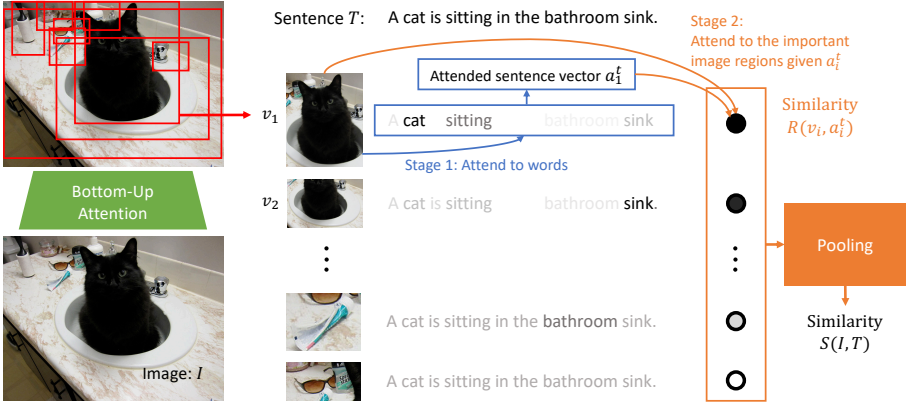 Sentence T: A cat is sitting in the bathroom sink.
Stage 2:
Attend to the important
image regions given a_i^t
Attended sentence vector a_1^t
Similarity
R(v_i, a_i^t)
v_1
A cat sitting bathroom sink
Stage 1: Attend to words
Bottom-Up
Attention
v_2
A cat is sitting bathroom sink.
Pooling
A cat is sitting in the bathroom sink.
Similarity
S(I, T)
Image: I
A cat is sitting in the bathroom sink.